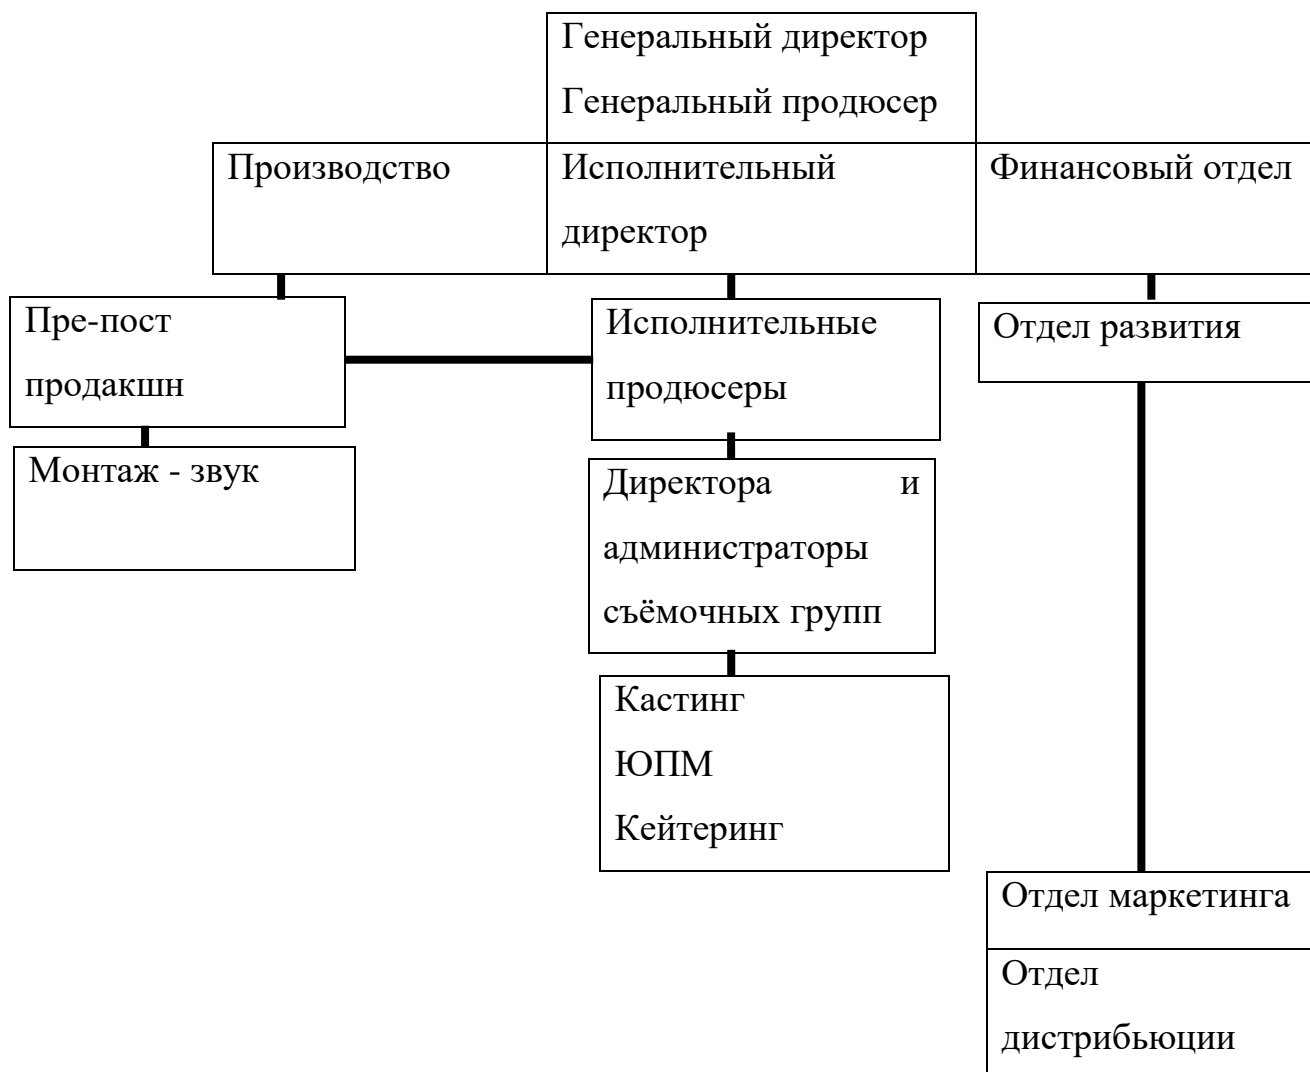 Генеральный директор
Генеральный продюсер
Производство
Исполнительный
директор
Финансовый отдел
Пре-пост
продакшн
Исполнительные
продюсеры
Отдел развития
Монтаж - звук
Директора и
администраторы
съёмочных групп
Кастинг
ЮПМ
Кейтеринг
Отдел маркетинга
Отдел
дистрибьюции